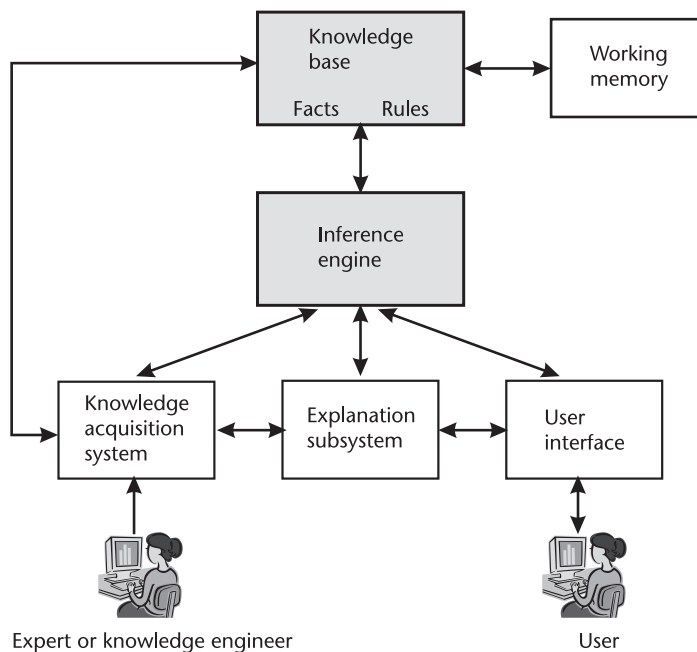 Knowledge
base
Facts Rules
Working
memory
Inference
engine
Knowledge
acquisition
system
Explanation
subsystem
User
interface
Expert or knowledge engineer
User